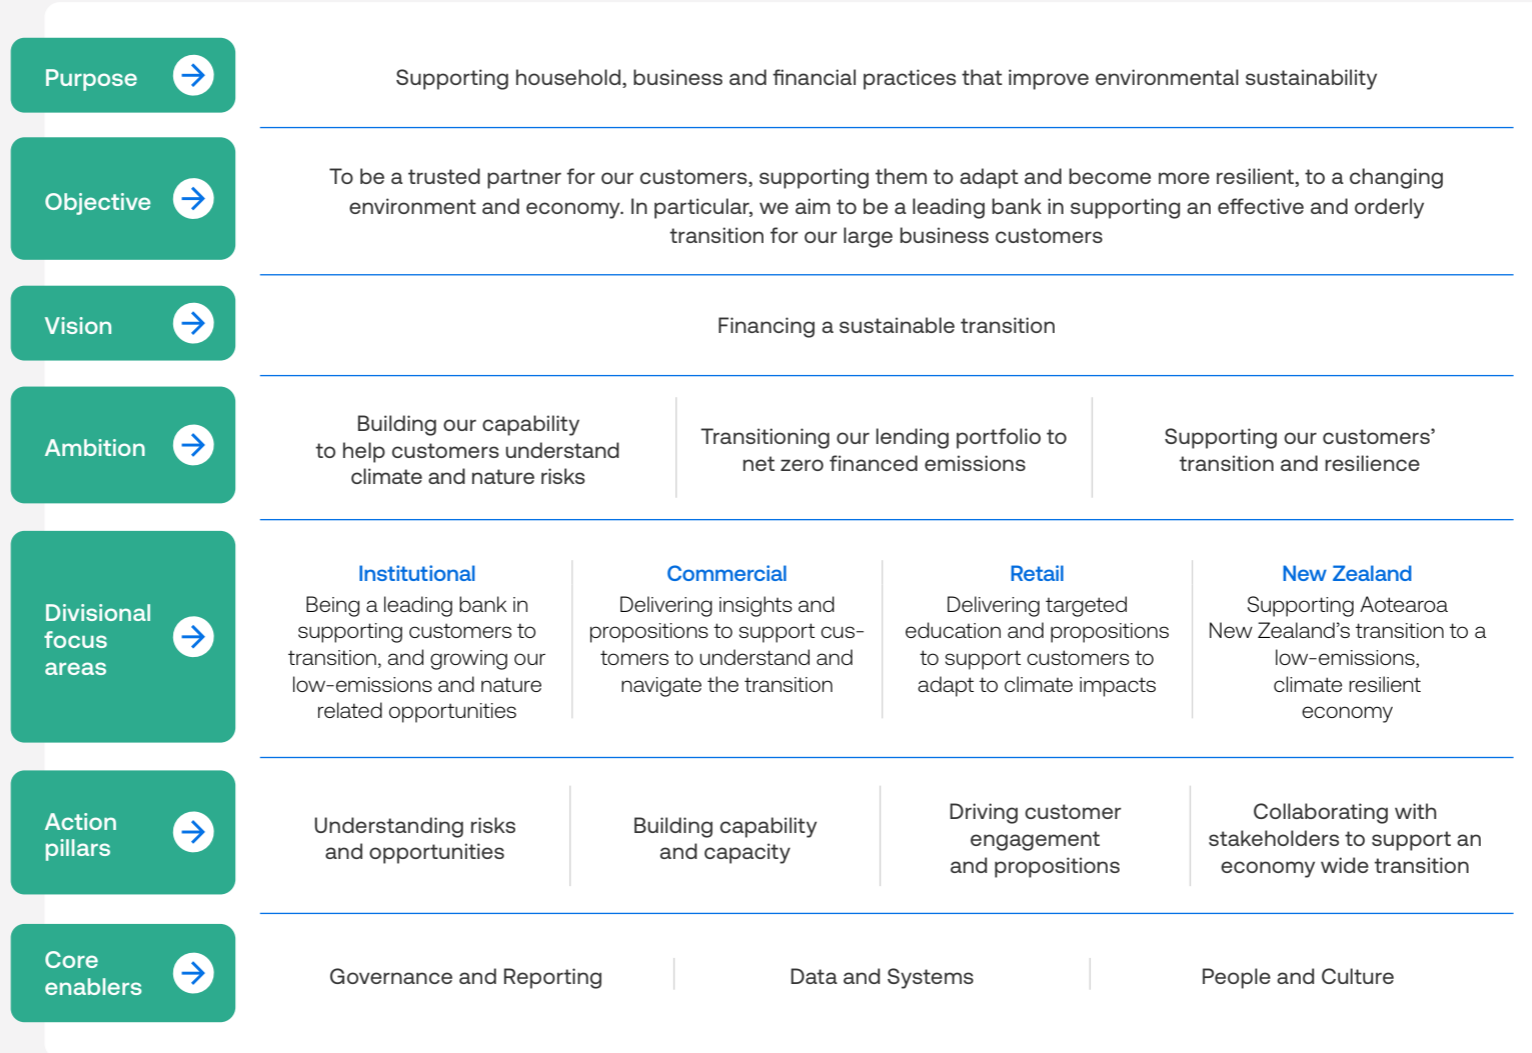 Purpose
Supporting household, business and financial practices that improve environmental sustainability
Objective
To be a trusted partner for our customers, supporting them to adapt and become more resilient, to a changing
environment and economy. In particular, we aim to be a leading bank in supporting an effective and orderly
transition for our large business customers
Vision
Financing a sustainable transition
Ambition
Building our capability
to help customers understand
climate and nature risks
Transitioning our lending portfolio to
net zero financed emissions
Supporting our customers’
transition and resilience
Divisional
focus
areas
Institutional
Being a leading bank in
supporting customers to
transition, and growing our
low-emissions and nature
related opportunities
Commercial
Delivering insights and
propositions to support cus-
tomers to understand and
navigate the transition
Retail
Delivering targeted
education and propositions
to support customers to
adapt to climate impacts
New Zealand
Supporting Aotearoa
New Zealand’s transition to a
low-emissions,
climate resilient
economy
Action
pillars
Understanding risks
and opportunities
Building capability
and capacity
Driving customer
engagement
and propositions
Collaborating with
stakeholders to support an
economy wide transition
Core
enablers
Governance and Reporting
Data and Systems
People and Culture